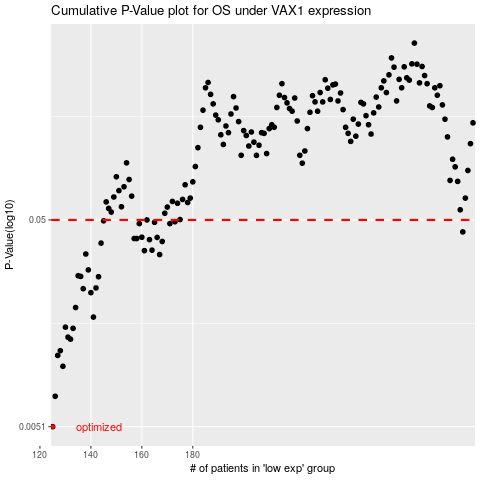 Cumulative P-Value plot for OS under VAX1 expression
P-Value(log10)
0.05
0.0051
optimized
120 140 160 180
# of patients in 'low exp' group